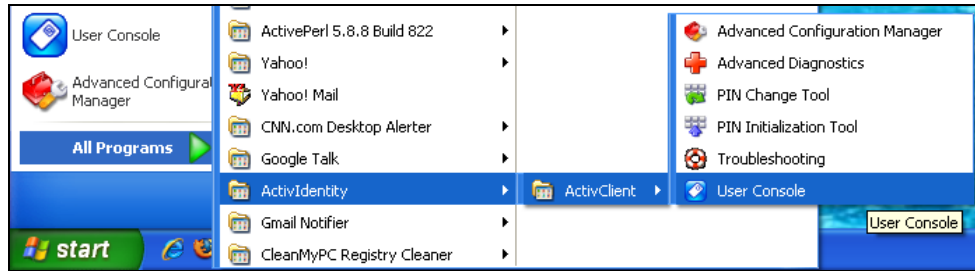 User Console
Advanced Configurat
Manager
All Programs
start
ActivePerl 5.8.8 Build 822
Yahoo!
Yahoo! Mail
CNN.com Desktop Alerter
Google Talk
ActivIdentity
Gmail Notifier
CleanMyPC Registry Cleaner
ActivClient
Advanced Configuration Manager
Advanced Diagnostics
PIN Change Tool
PIN Initialization Tool
Troubleshooting
User Console
User Console